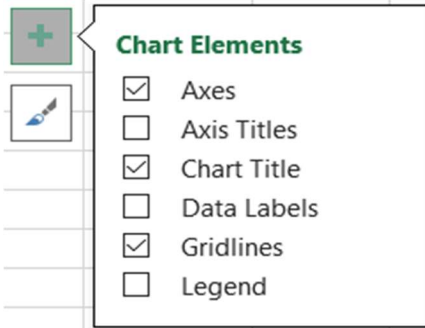 Chart Elements
Axes
Axis Titles
Chart Title
Data Labels
Gridlines
Legend